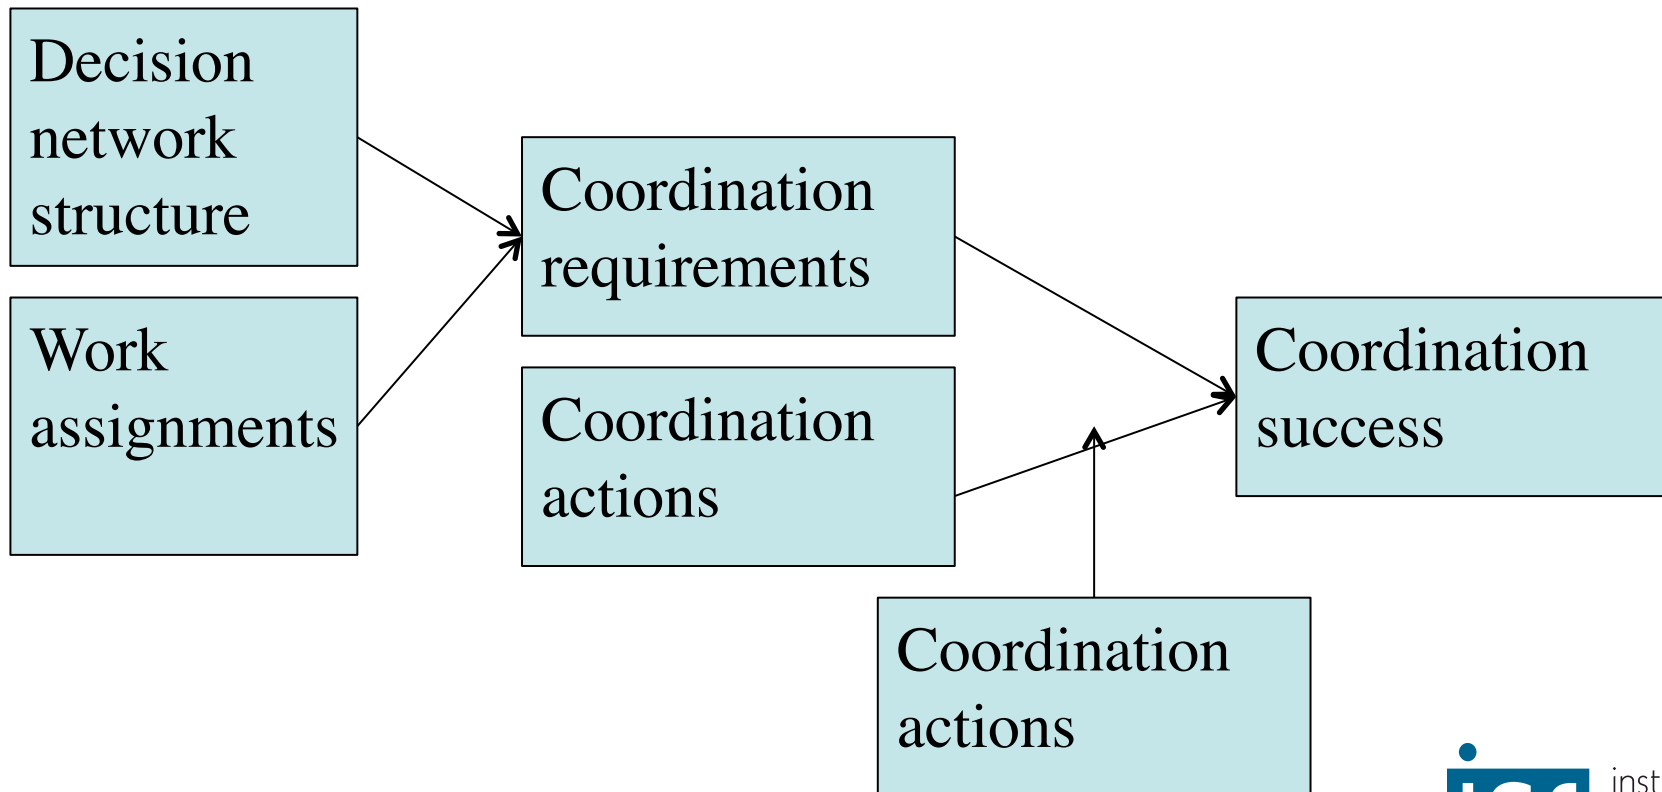 Decision
network
structure
Coordination
requirements
Work
assignments
Coordination
actions
Coordination
success
Coordination
actions
inst